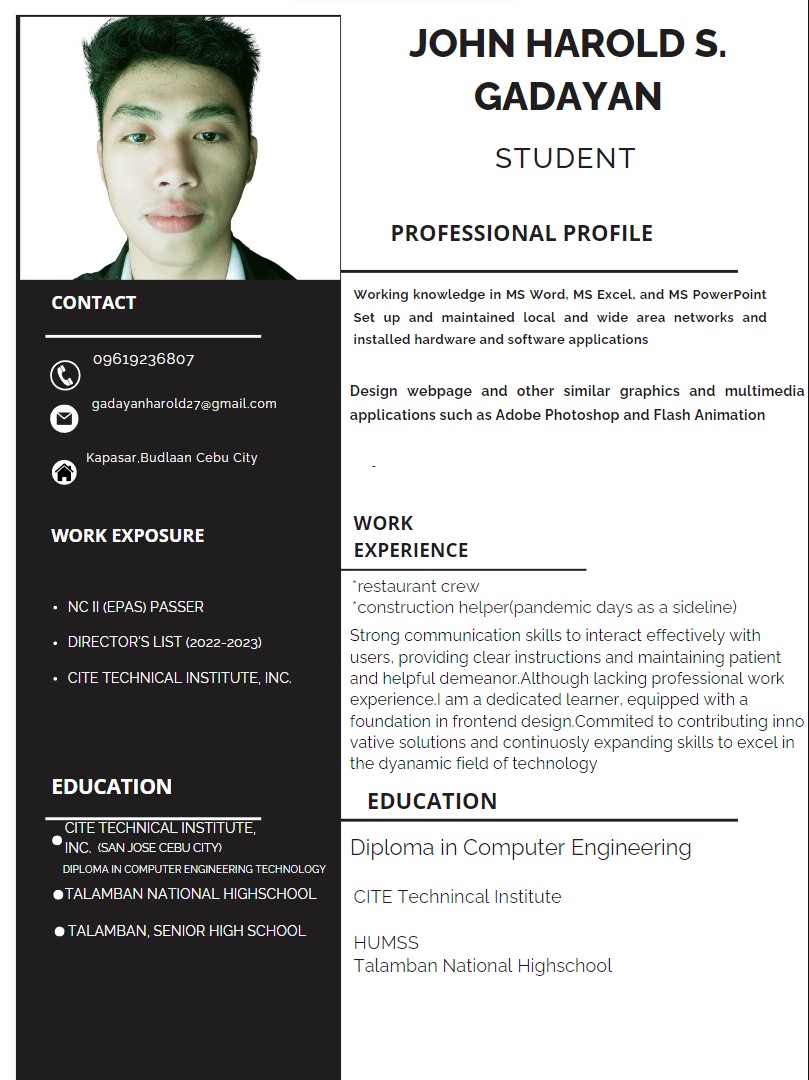 JOHN HAROLD S.
GADAYAN
STUDENT
CONTACT
09619236807
gadayanharold27@gmail.com
Kapasar,Budlaan Cebu City
WORK EXPOSURE
• NC II (EPAS) PASSER
• DIRECTOR'S LIST (2022-2023)
• CITE TECHNICAL INSTITUTE, INC.
EDUCATION
CITE TECHNICAL INSTITUTE,
INC. (SAN JOSE CEBU CITY)
DIPLOMA IN COMPUTER ENGINEERING TECHNOLOGY
TALAMBAN NATIONAL HIGHSCHOOL
TALAMBAN, SENIOR HIGH SCHOOL
PROFESSIONAL PROFILE
Working knowledge in MS Word, MS Excel, and MS PowerPoint
Set up and maintained local and wide area networks and
installed hardware and software applications
Design webpage and other similar graphics and multimedia
applications such as Adobe Photoshop and Flash Animation
-
WORK
EXPERIENCE
*restaurant crew
*construction helper(pandemic days as a sideline)
Strong communication skills to interact effectively with
users, providing clear instructions and maintaining patient
and helpful demeanor.Although lacking professional work
experience.I am a dedicated learner, equipped with a
foundation in frontend design.Commited to contributing inno
vative solutions and continuosly expanding skills to excel in
the dyanamic field of technology
EDUCATION
Diploma in Computer Engineering
CITE Technincal Institute
HUMSS
Talamban National Highschool